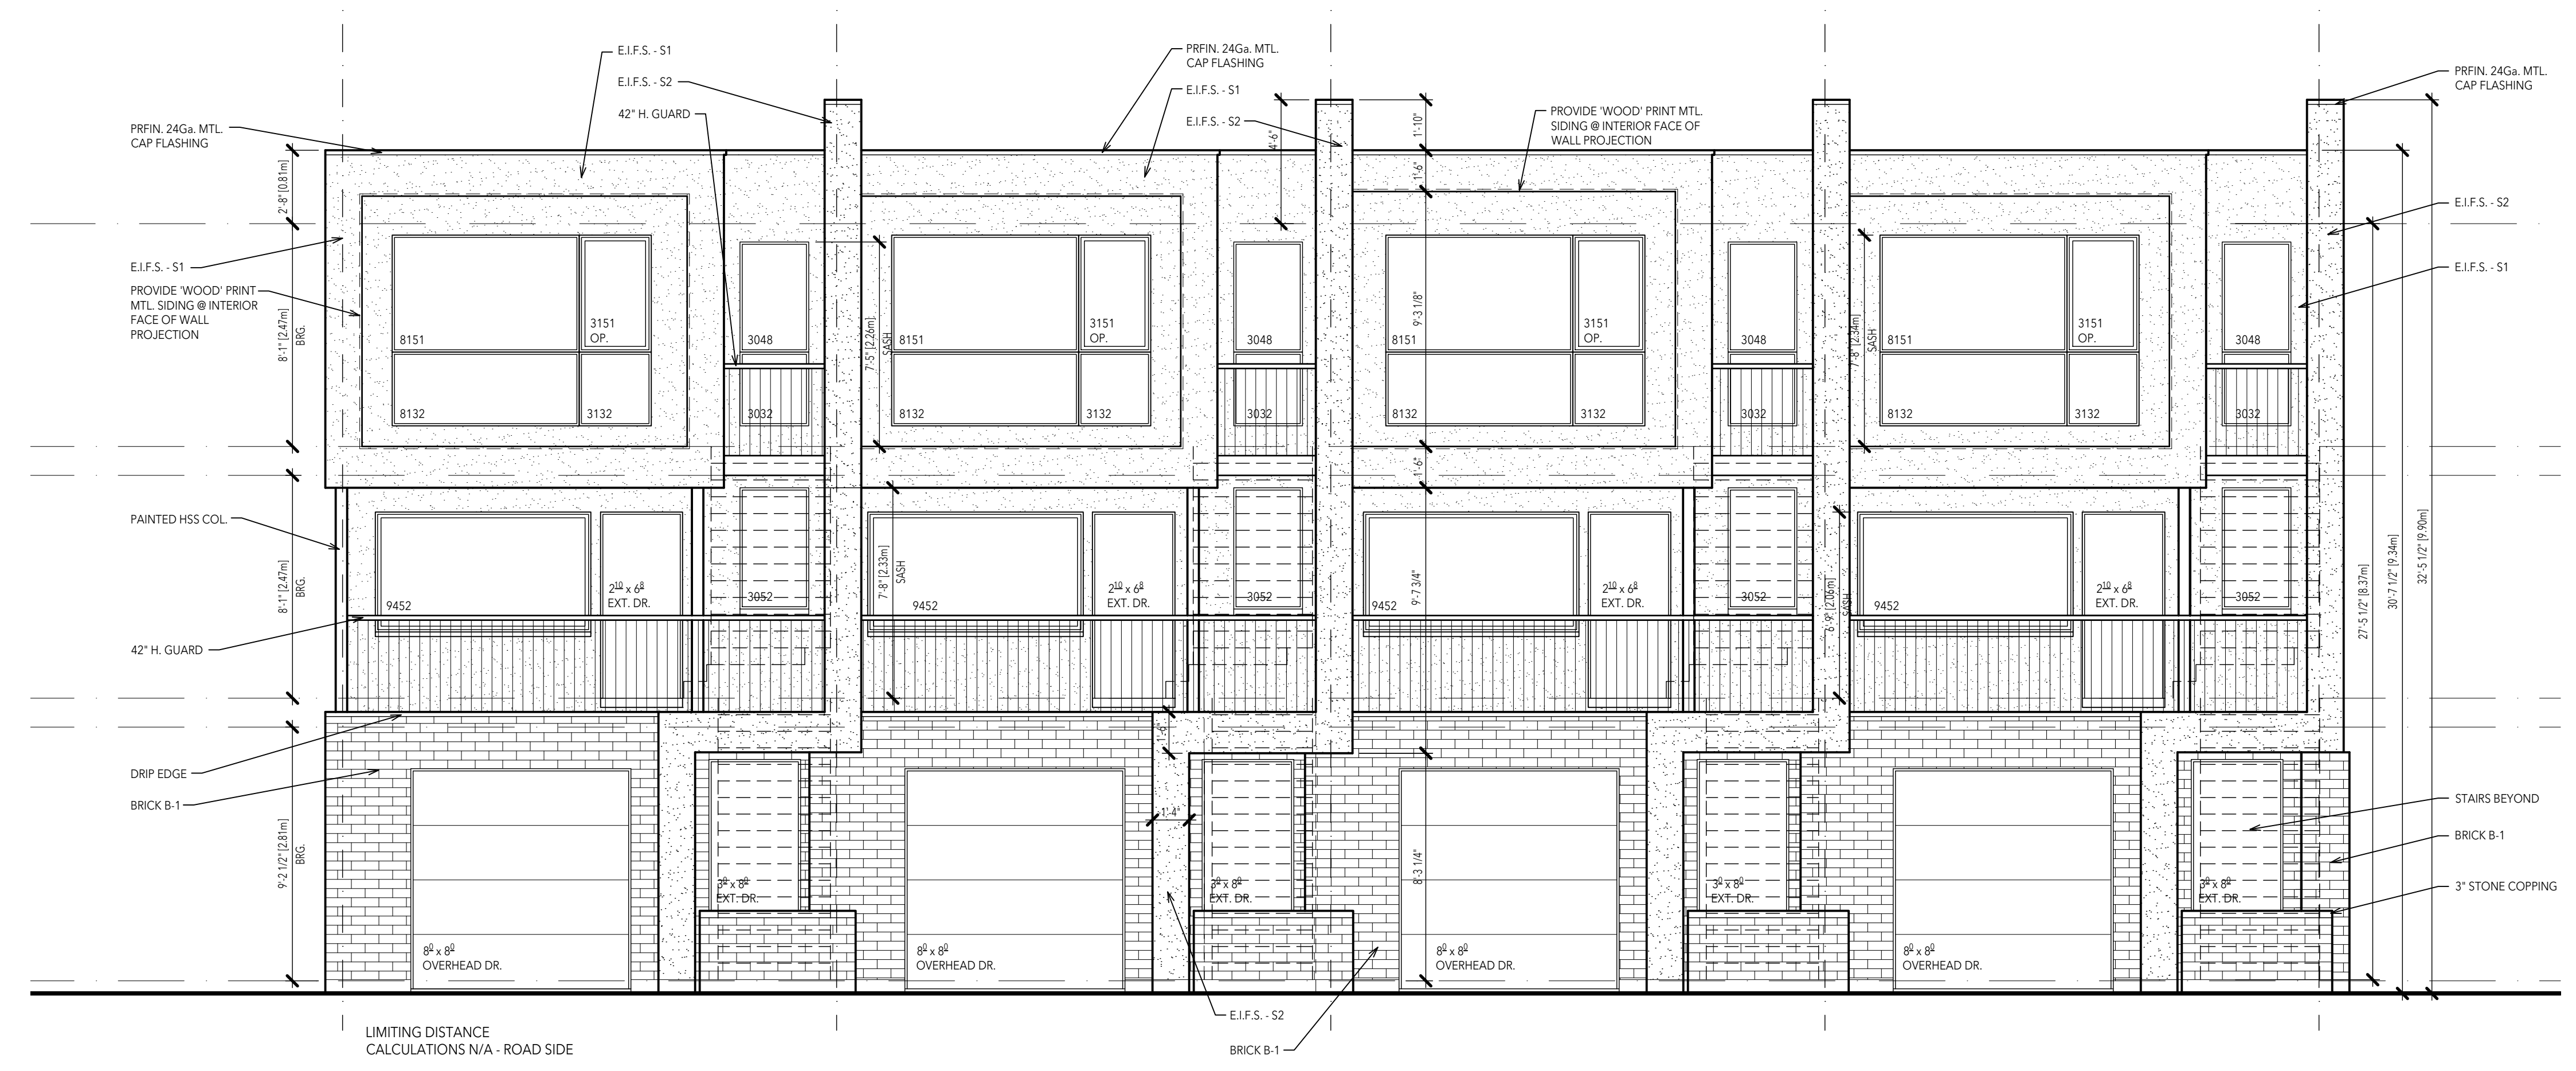 E.I.F.S. - S1
E.I.F.S. - S2
42" H. GUARD
PRFIN. 24Ga. MTL.
CAP FLASHING
E.I.F.S. - S1
E.I.F.S. - S2
PROVIDE 'WOOD' PRINT MTL.
SIDING @ INTERIOR FACE OF
WALL PROJECTION
PRFIN. 24Ga. MTL.
CAP FLASHING
PRFIN. 24Ga. MTL.
CAP FLASHING
E.I.F.S. - S1
PROVIDE 'WOOD' PRINT
MTL. SIDING @ INTERIOR
FACE OF WALL
PROJECTION
PAINTED HSS COL.
42" H. GUARD
DRIP EDGE
BRICK B-1
2'-8"[0.81m]
8'-1" [2.47m]
BRG.
8'-1" [2.47m]
BRG.
9'-2 1/2" [2.81m]
BRG.
4'-6"
1'-10"
1'-6"
9'-3 1/8"
1'-6"
9'-7 3/4"
8'-3 1/4"
7'-5" [2.26m]
SASH
7'-8" [2.34m]
SASH
7'-8" [2.33m]
SASH
6'-9" [2.06m]
SASH
1'-6"
1'-4"
8151
3151
OP.
8132
3132
3048
3032
8151
3151
OP.
8132
3132
3048
3032
8151
3151
OP.
8132
3132
3048
3032
8151
3151
OP.
8132
3132
3048
3032
9452
210 x 68
EXT. DR.
3052
9452
210 x 68
EXT. DR.
3052
9452
210 x 68
EXT. DR.
3052
9452
210 x 68
EXT. DR.
3052
80 x 80
OVERHEAD DR.
30 x 80
EXT. DR.
80 x 80
OVERHEAD DR.
30 x 80
EXT. DR.
80 x 80
OVERHEAD DR.
30 x 80
EXT. DR.
80 x 80
OVERHEAD DR.
30 x 80
EXT. DR.
E.I.F.S. - S2
E.I.F.S. - S1
27'-5 1/2" [8.37m]
30'-7 1/2" [9.34m]
32'-5 1/2" [9.90m]
STAIRS BEYOND
BRICK B-1
3" STONE COPPING
E.I.F.S. - S2
BRICK B-1
LIMITING DISTANCE
CALCULATIONS N/A - ROAD SIDE